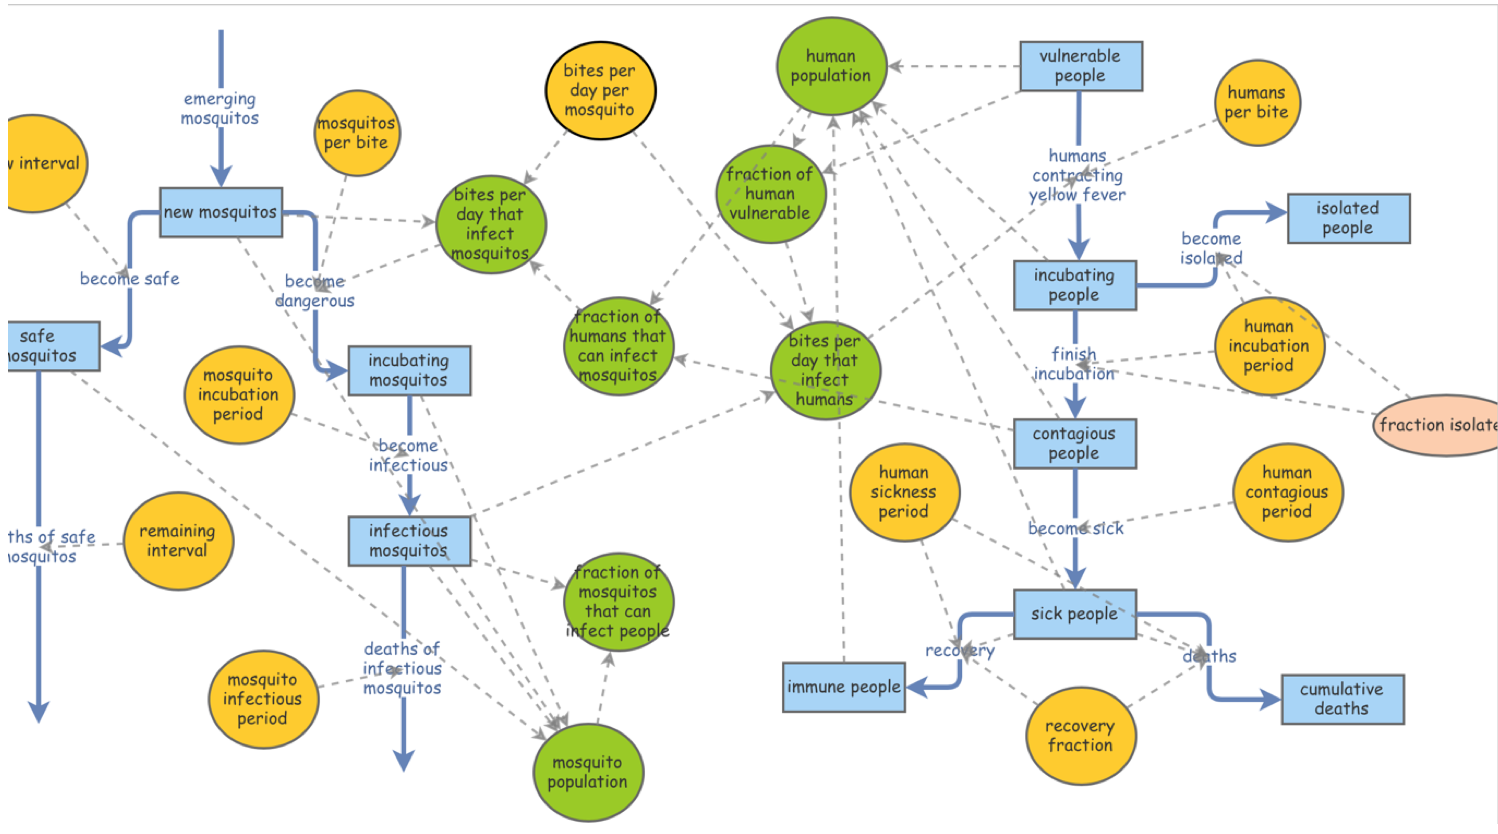 emerging
mosquitos
mosquitos
per bite
bites per
day per
mosquito
human
population
vulnerable
people
humans
per bite
interval
new mosquitos
bites per
day that
infect
mosquitos
fraction of
human
vulnerable
humans
contracting
yellow fever
isolated
people
become safe
become
dangerous
become
isolated
incubating
people
safe
mosquitos
fraction of
humans that
can infect
mosquitos
bites per
day that
infect
humans
human
incubation
period
finish
incubation
mosquito
incubation
period
incubating
mosquitos
become
infectious
contagious
people
fraction isolate
human
sickness
period
human
contagious
period
ths of safe
mosquitos
remaining
interval
infectious
mosquitos
become sick
fraction of
mosquitos
that can
infect people
sick people
deaths of
infectious
mosquitos
mosquito
infectious
period
recovery
deaths
immune people
cumulative
deaths
recovery
fraction
mosquito
population